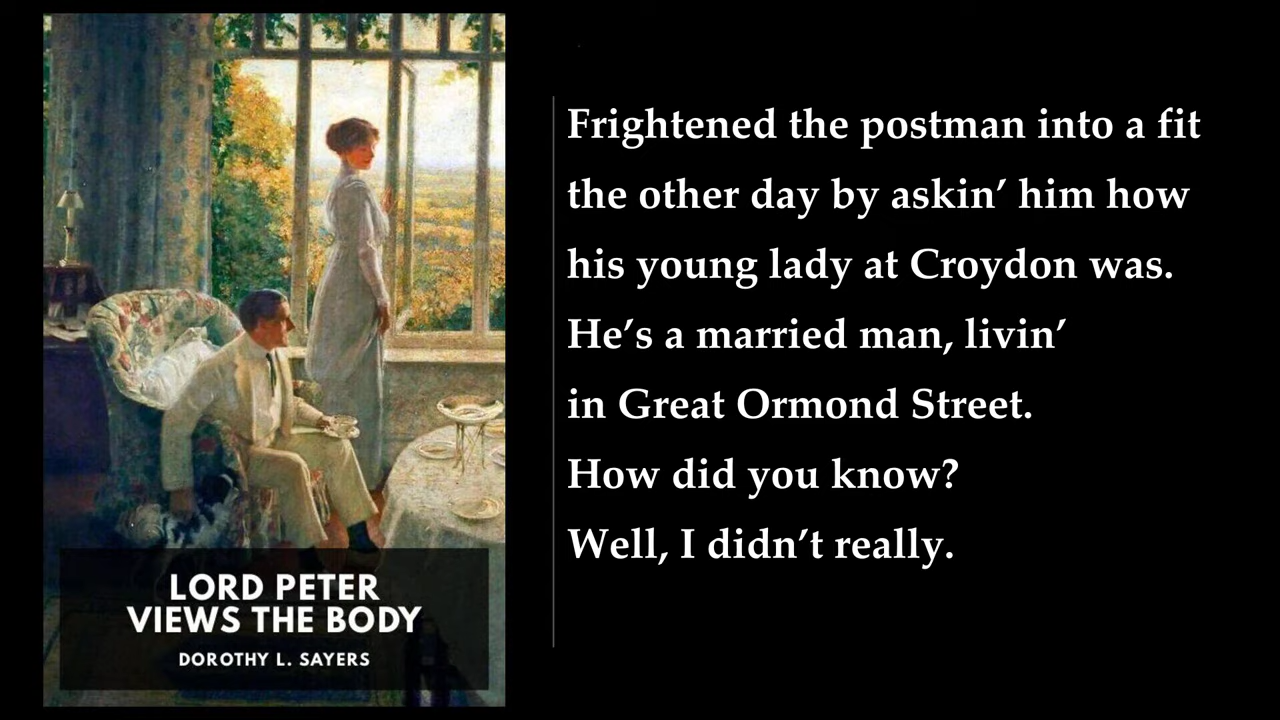 Frightened the postman into a fit
the other day by askin’ him how
his young lady at Croydon was.
He’s a married man, livin’
in Great Ormond Street.
How did you know?
Well, I didn’t really.
LORD PETER
VIEWS THE BODY
DOROTHY L. SAYERS